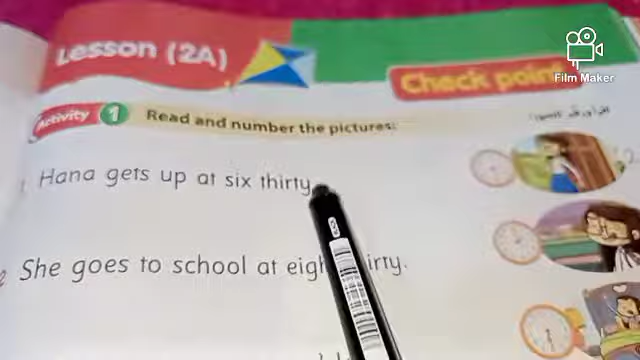 Lesson (2A)
Check point
Film Maker
Activity 1 Read and number the pictures:
Hana gets up at six thirty
2 She goes to school at eigh irty.